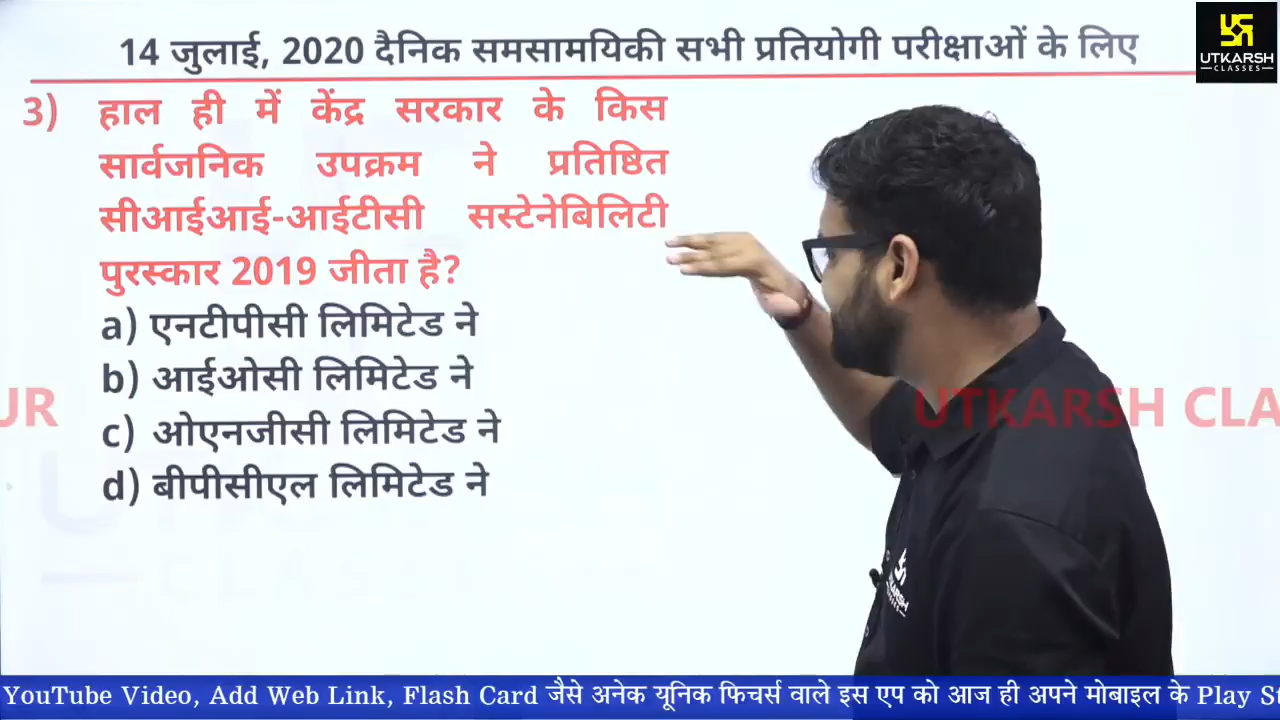 14 जुलाई, 2020 दैनिक समसामयिकी सभी प्रतियोगी परीक्षाओं के लिए
UTKARSH
CLASSES
3) हाल ही में केंद्र सरकार के किस
सार्वजनिक उपक्रम ने प्रतिष्ठित
सीआईआई-आईटीसी सस्टेनेबिलिटी
पुरस्कार 2019 जीता है?
a) एनटीपीसी लिमिटेड ने
b) आईओसी लिमिटेड ने
UR UTKARSH CLA
c) ओएनजीसी लिमिटेड ने
d) बीपीसीएल लिमिटेड ने
YouTube Video, Add Web Link, Flash Card जैसे अनेक यूनिक फिचर्स वाले इस एप को आज ही अपने मोबाइल के Play